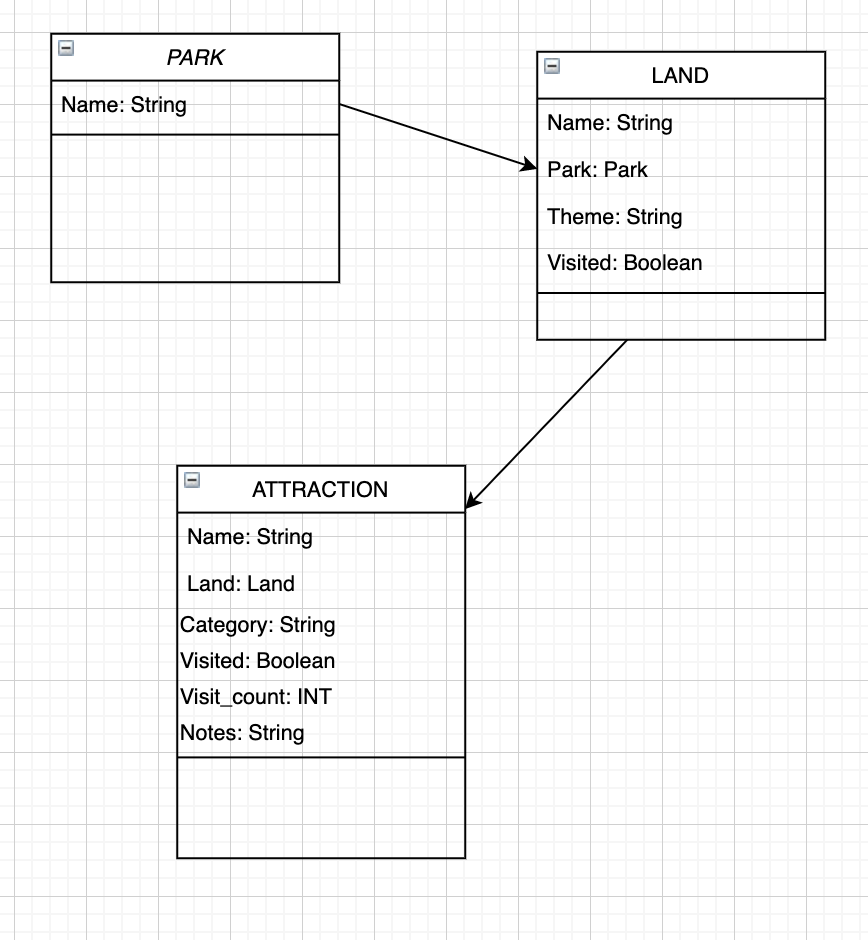 PARK
Name: String
LAND
Name: String
Park: Park
Theme: String
Visited: Boolean
ATTRACTION
Name: String
Land: Land
Category: String
Visited: Boolean
Visit_count: INT
Notes: String